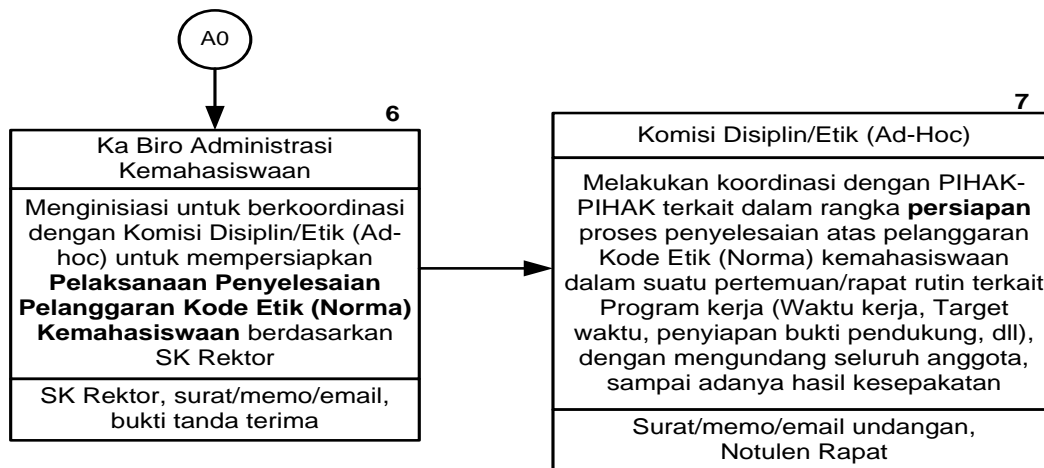 A0
6
Ka Biro Administrasi
Kemahasiswaan
Menginisiasi untuk berkoordinasi
dengan Komisi Disiplin/Etik (Ad-
hoc) untuk mempersiapkan
Pelaksanaan Penyelesaian
Pelanggaran Kode Etik (Norma)
Kemahasiswaan berdasarkan
SK Rektor
SK Rektor, surat/memo/email,
bukti tanda terima
7
Komisi Disiplin/Etik (Ad-Hoc)
Melakukan koordinasi dengan PIHAK-
PIHAK terkait dalam rangka persiapan
proses penyelesaian atas pelanggaran
Kode Etik (Norma) kemahasiswaan
dalam suatu pertemuan/rapat rutin terkait
Program kerja (Waktu kerja, Target
waktu, penyiapan bukti pendukung, dll),
dengan mengundang seluruh anggota,
sampai adanya hasil kesepakatan
Surat/memo/email undangan,
Notulen Rapat